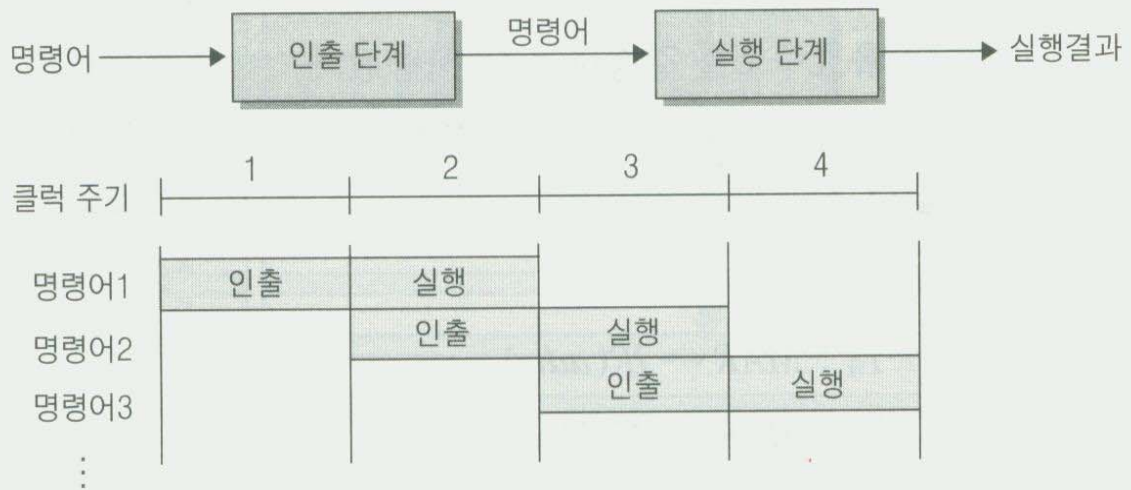 명령어 인출 단계 명령어 실행 단계 실행결과
클럭 주기 1 2 3 4
명령어1 인출 실행
명령어2 인출 실행
명령어3 인출 실행
⋮